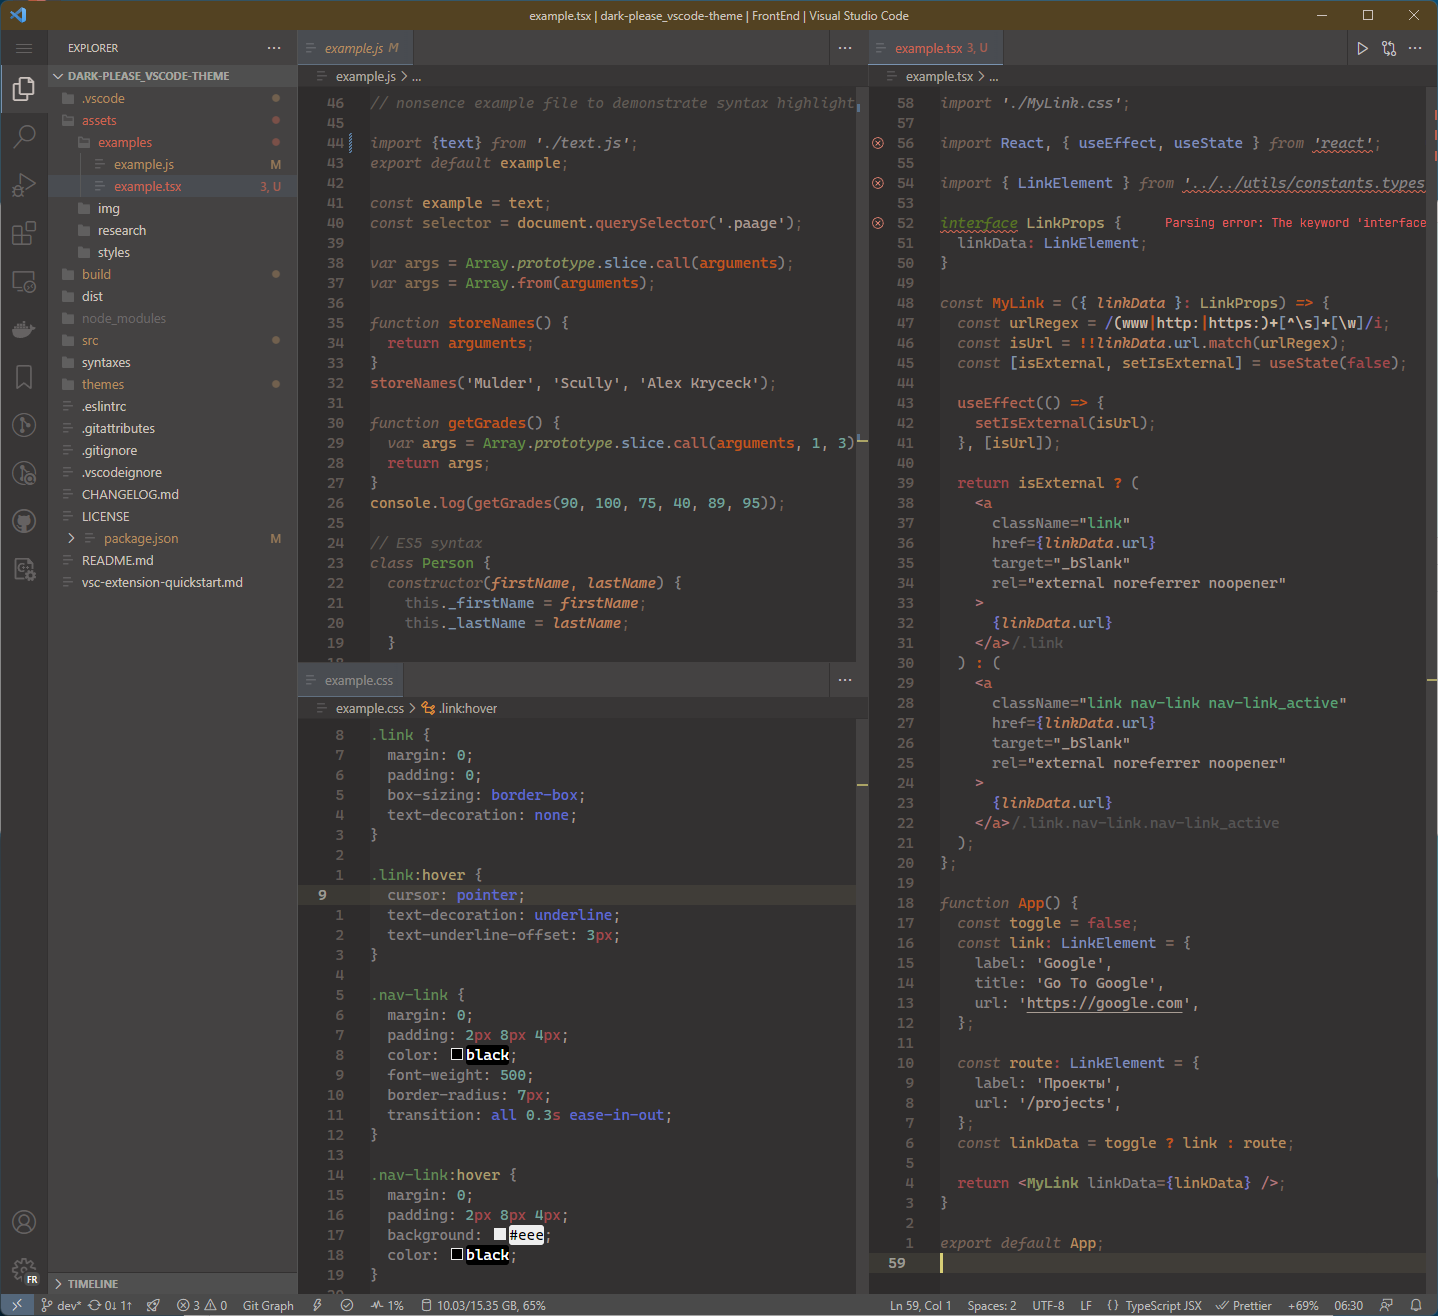 example.tsx | dark-please_vscode-theme | FrontEnd | Visual Studio Code
EXPLORER
DARK-PLEASE_VSCODE-THEME
.vscode
assets
examples
example.js M
example.tsx 3, U
img
research
styles
build
dist
node_modules
src
syntaxes
themes
.eslintrc
.gitattributes
.gitignore
.vscodeignore
CHANGELOG.md
LICENSE
package.json M
README.md
vsc-extension-quickstart.md
TIMELINE
FR
example.js M
example.js > ...
46 // nonsence example file to demonstrate syntax highlight
45
44 import {text} from './text.js';
43 export default example;
42
41 const example = text;
40 const selector = document.querySelector('.paage');
39
38 var args = Array.prototype.slice.call(arguments);
37 var args = Array.from(arguments);
36
35 function storeNames() {
34 return arguments;
33 }
32 storeNames('Mulder', 'Scully', 'Alex Kryceck');
31
30 function getGrades() {
29 var args = Array.prototype.slice.call(arguments, 1, 3)
28 return args;
27 }
26 console.log(getGrades(90, 100, 75, 40, 89, 95));
25
24 // ES5 syntax
23 class Person {
22 constructor(firstName, lastName) {
21 this._firstName = firstName;
20 this._lastName = lastName;
19 }
18
example.css
example.css > .link:hover
8 .link {
7 margin: 0;
6 padding: 0;
5 box-sizing: border-box;
4 text-decoration: none;
3 }
2
1 .link:hover {
9 cursor: pointer;
1 text-decoration: underline;
2 text-underline-offset: 3px;
3 }
4
5 .nav-link {
6 margin: 0;
7 padding: 2px 8px 4px;
8 color: black;
9 font-weight: 500;
10 border-radius: 7px;
11 transition: all 0.3s ease-in-out;
12 }
13
14 .nav-link:hover {
15 margin: 0;
16 padding: 2px 8px 4px;
17 background: #eee;
18 color: black;
19 }
example.tsx 3, U
example.tsx > ...
58 import './MyLink.css';
57
56 import React, { useEffect, useState } from 'react';
55
54 import { LinkElement } from '../../utils/constants.types
53
52 interface LinkProps { Parsing error: The keyword 'interface
51 linkData: LinkElement;
50 }
49
48 const MyLink = ({ linkData }: LinkProps) => {
47 const urlRegex = /(www|http:|https:)+[^\s]+[\w]/i;
46 const isUrl = !!linkData.url.match(urlRegex);
45 const [isExternal, setIsExternal] = useState(false);
44
43 useEffect(() => {
42 setIsExternal(isUrl);
41 }, [isUrl]);
40
39 return isExternal ? (
38 <a
37 className="link"
36 href={linkData.url}
35 target="_bSlank"
34 rel="external noreferrer noopener"
33 >
32 {linkData.url}
31 </a>/.link
30 ) : (
29 <a
28 className="link nav-link nav-link_active"
27 href={linkData.url}
26 target="_bSlank"
25 rel="external noreferrer noopener"
24 >
23 {linkData.url}
22 </a>/.link.nav-link.nav-link_active
21 );
20 };
19
18 function App() {
17 const toggle = false;
16 const link: LinkElement = {
15 label: 'Google',
14 title: 'Go To Google',
13 url: 'https://google.com',
12 };
11
10 const route: LinkElement = {
9 label: 'Проекты',
8 url: '/projects',
7 };
6 const linkData = toggle ? link : route;
5
4 return <MyLink linkData={linkData} />;
3 }
2
1 export default App;
59
dev* 0↓ 1↑ 3 0 Git Graph 1% 10.03/15.35 GB, 65% Ln 59, Col 1 Spaces: 2 UTF-8 LF {} TypeScript JSX Prettier +69% 06:30